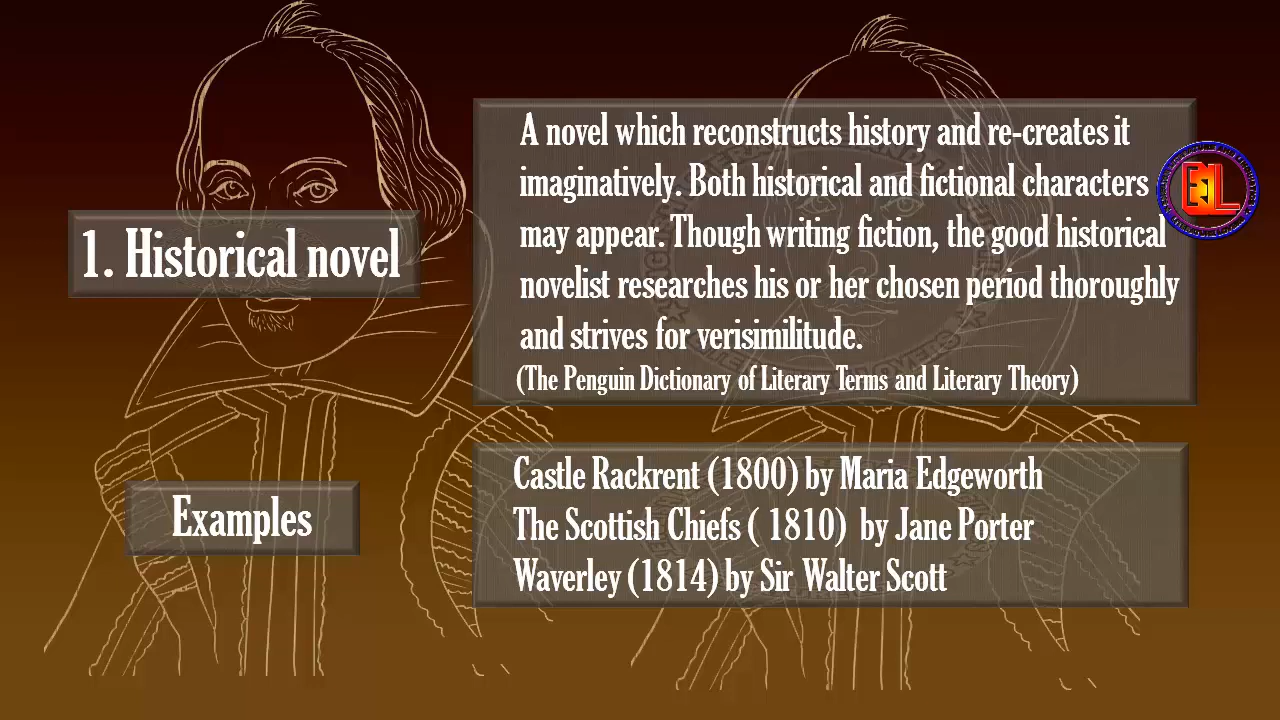 1. Historical novel
A novel which reconstructs history and re-creates it
imaginatively. Both historical and fictional characters
may appear. Though writing fiction, the good historical
novelist researches his or her chosen period thoroughly
and strives for verisimilitude.
(The Penguin Dictionary of Literary Terms and Literary Theory)
Examples
Castle Rackrent (1800) by Maria Edgeworth
The Scottish Chiefs ( 1810)  by Jane Porter
Waverley (1814) by Sir Walter Scott